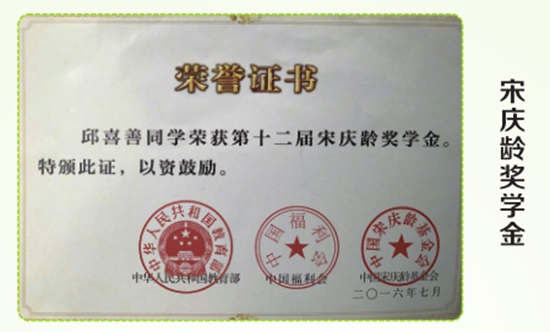 荣誉证书
邱喜善同学荣获第十二届宋庆龄奖学金。
特颁此证，以资鼓励。
中华人民共和国教育部
中国福利会
中国宋庆龄基金会
中华人民共和国教育部 中国福利会 中国宋庆龄基金会
二〇一六年七月
宋庆龄奖学金